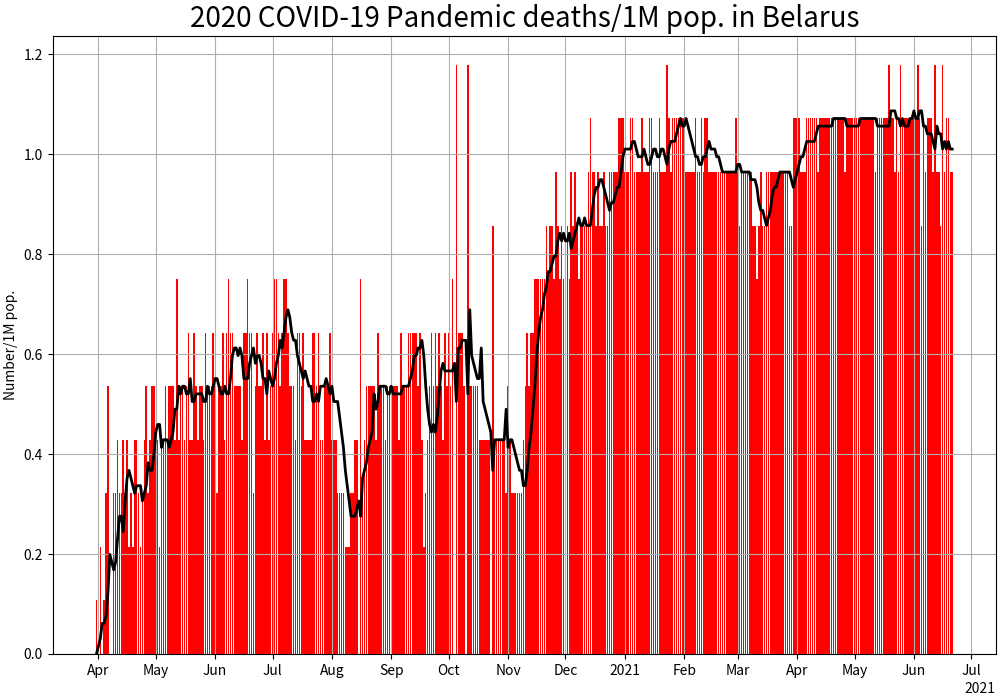 2020 COVID-19 Pandemic deaths/1M pop. in Belarus
Number/1M pop.
1.2
1.0
0.8
0.6
0.4
0.2
0.0
Apr May Jun Jul Aug Sep Oct Nov Dec 2021 Feb Mar Apr May Jun Jul
2021